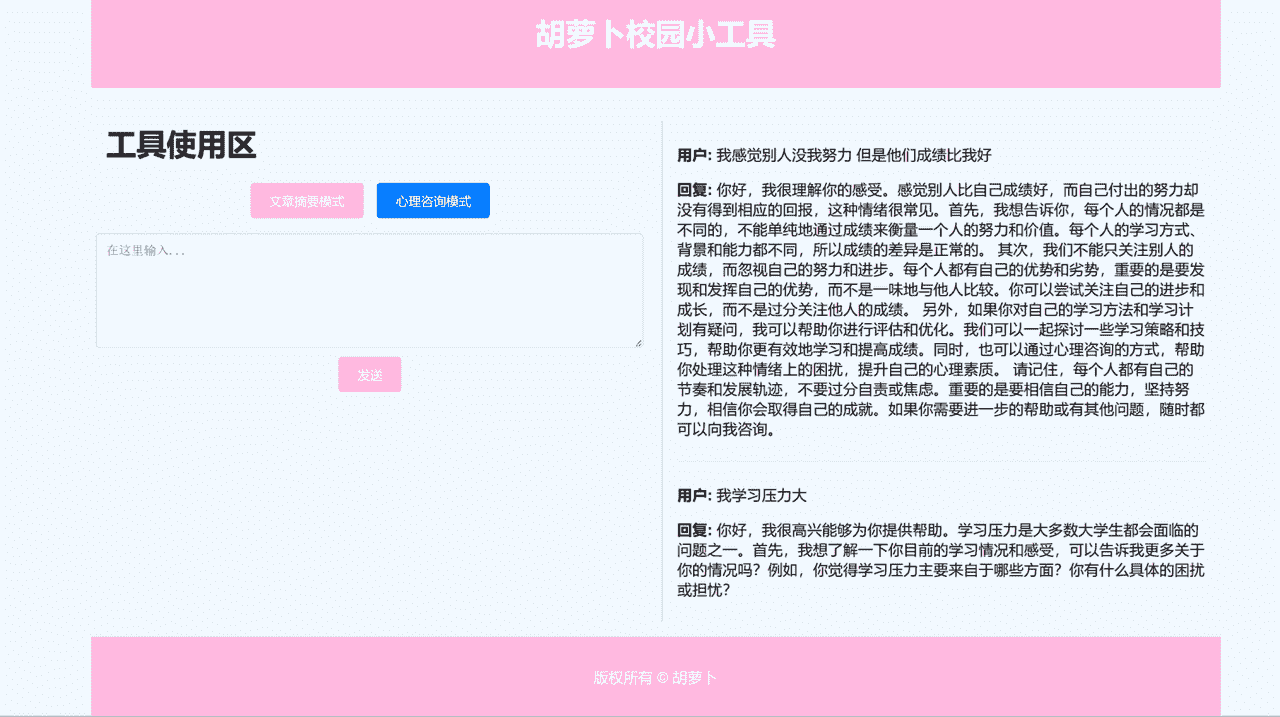 胡萝卜校园小工具
工具使用区
文章摘要模式
心理咨询模式
在这里输入...
发送
用户: 我感觉别人没我努力 但是他们成绩比我好
回复: 你好，我很理解你的感受。感觉别人比自己成绩好，而自己付出的努力却
没有得到相应的回报，这种情绪很常见。首先，我想告诉你，每个人的情况都是
不同的，不能单纯地通过成绩来衡量一个人的努力和价值。每个人的学习方式、
背景和能力都不同，所以成绩的差异是正常的。 其次，我们不能只关注别人的
成绩，而忽视自己的努力和进步。每个人都有自己的优势和劣势，重要的是要发
现和发挥自己的优势，而不是一味地与他人比较。你可以尝试关注自己的进步和
成长，而不是过分关注他人的成绩。 另外，如果你对自己的学习方法和学习计
划有疑问，我可以帮助你进行评估和优化。我们可以一起探讨一些学习策略和技
巧，帮助你更有效地学习和提高成绩。同时，也可以通过心理咨询的方式，帮助
你处理这种情绪上的困扰，提升自己的心理素质。 请记住，每个人都有自己的
节奏和发展轨迹，不要过分自责或焦虑。重要的是要相信自己的能力，坚持努
力，相信你会取得自己的成就。如果你需要进一步的帮助或有其他问题，随时都
可以向我咨询。
用户: 我学习压力大
回复: 你好，我很高兴能够为你提供帮助。学习压力是大多数大学生都会面临的
问题之一。首先，我想了解一下你目前的学习情况和感受，可以告诉我更多关于
你的情况吗？例如，你觉得学习压力主要来自于哪些方面？你有什么具体的困扰
或担忧？
版权所有 © 胡萝卜